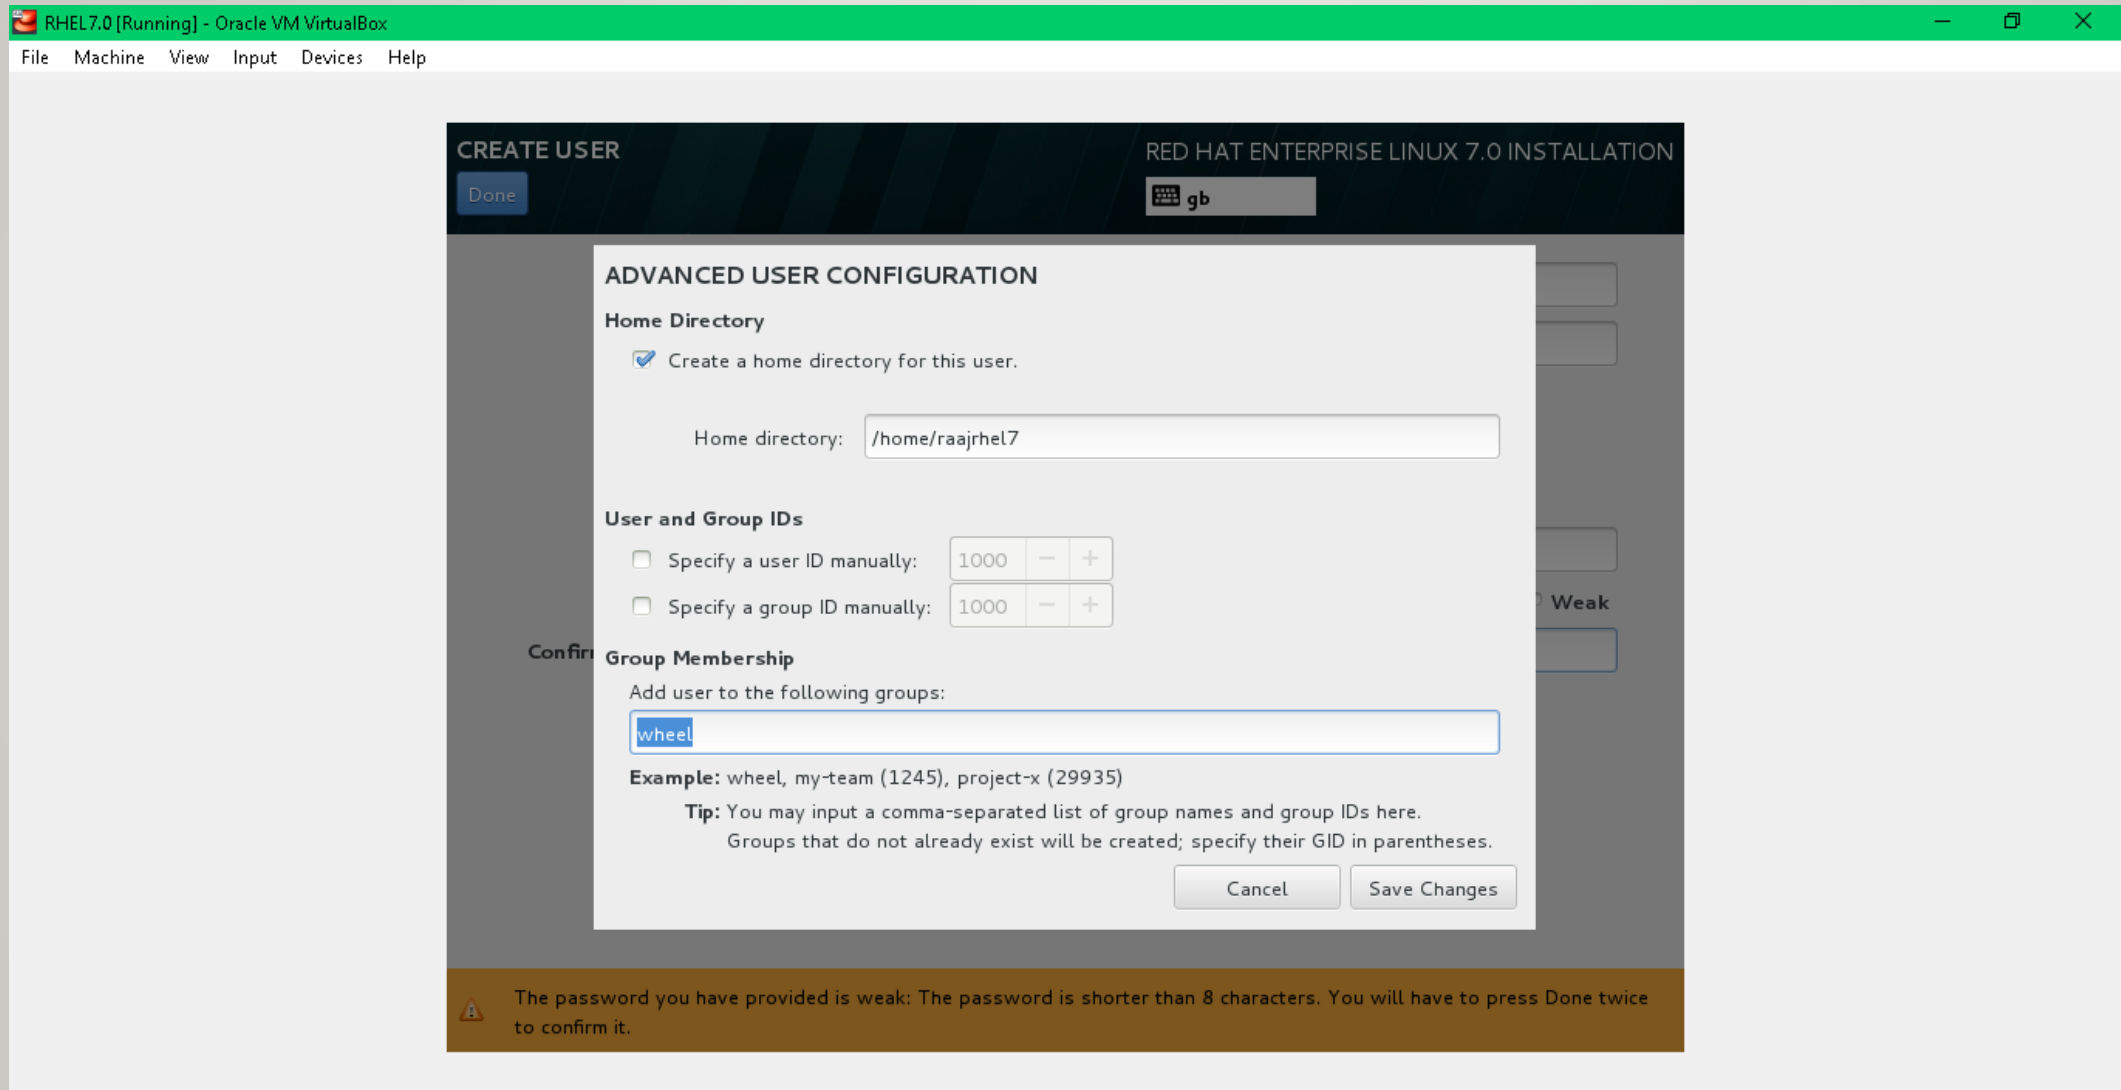 RHEL7.0 [Running] - Oracle VM VirtualBox
File Machine View Input Devices Help
CREATE USER
RED HAT ENTERPRISE LINUX 7.0 INSTALLATION
Done
gb
ADVANCED USER CONFIGURATION
Home Directory
Create a home directory for this user.
Home directory: /home/raajrhel7
User and Group IDs
Specify a user ID manually: 1000 − +
Specify a group ID manually: 1000 − +
Weak
Confir
Group Membership
Add user to the following groups:
wheel
Example: wheel, my-team (1245), project-x (29935)
Tip: You may input a comma-separated list of group names and group IDs here.
Groups that do not already exist will be created; specify their GID in parentheses.
Cancel Save Changes
The password you have provided is weak: The password is shorter than 8 characters. You will have to press Done twice
to confirm it.